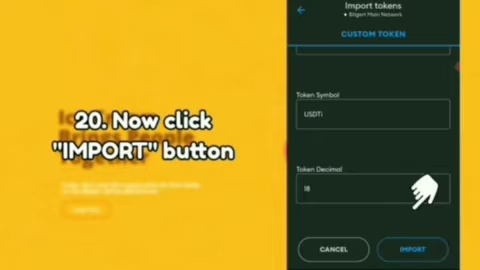 20. Now click
"IMPORT" button
Import tokens
Bitgert Main Network
CUSTOM TOKEN
Token Symbol
USDTi
Token Decimal
18
CANCEL
IMPORT